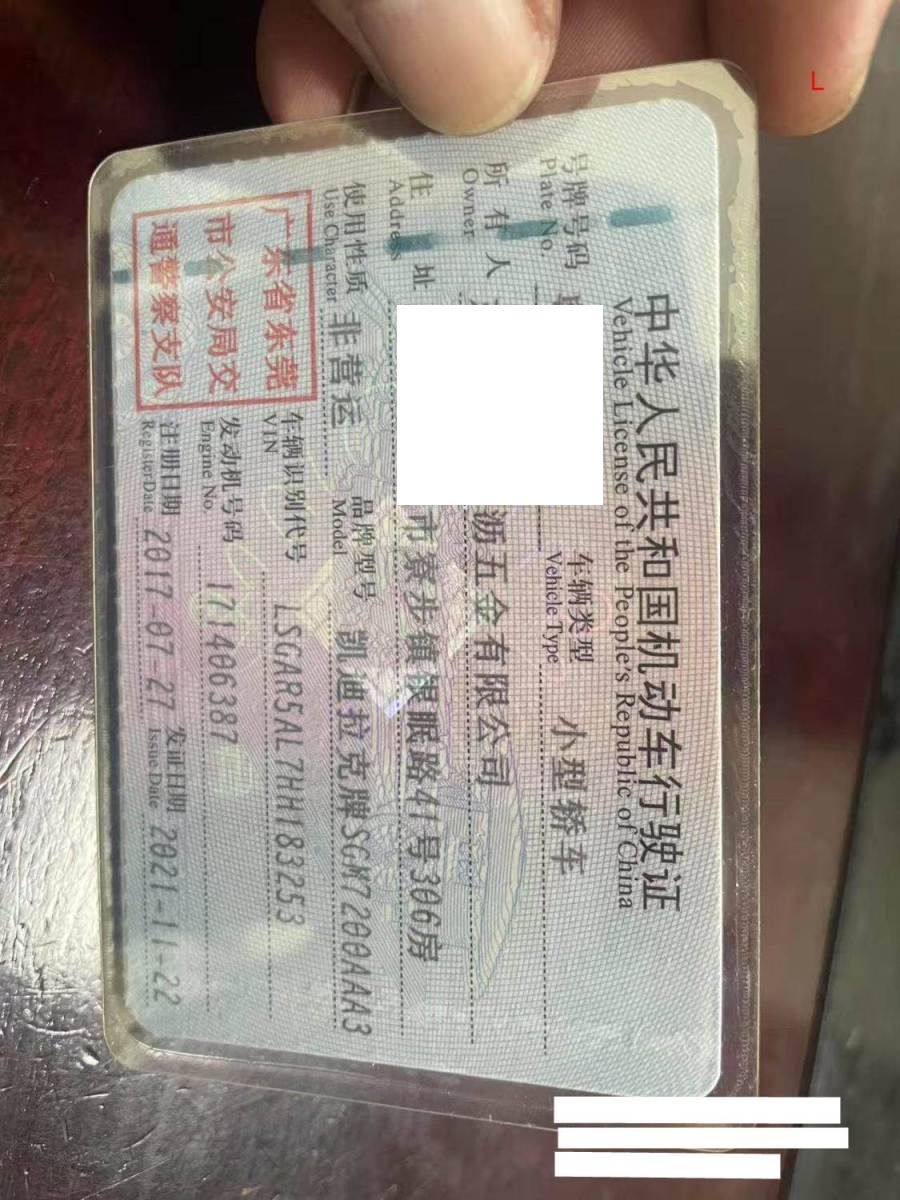 中华人民共和国机动车行驶证
Vehicle License of the People's Republic of China
号牌号码
Plate No.
车辆类型
Vehicle Type
小型轿车
所有人
Owner
沥五金有限公司
住址
Address
市寮步镇根眠路41号306房
使用性质
Use Character
非营运
品牌型号
Model
凯迪拉克牌SGM7200AAA3
车辆识别代号
VIN
LSGAR5AL7HH183253
发动机号码
Engine No.
171406387
注册日期
Register Date
2017-07-27
发证日期
Issue Date
2021-11-22
广东省东莞
市公安局交
通警察支队
L